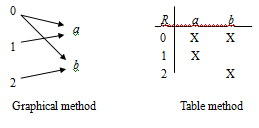 0
a
1
b
2
Graphical method
R a b
0 X X
1 X
2 X
Table method